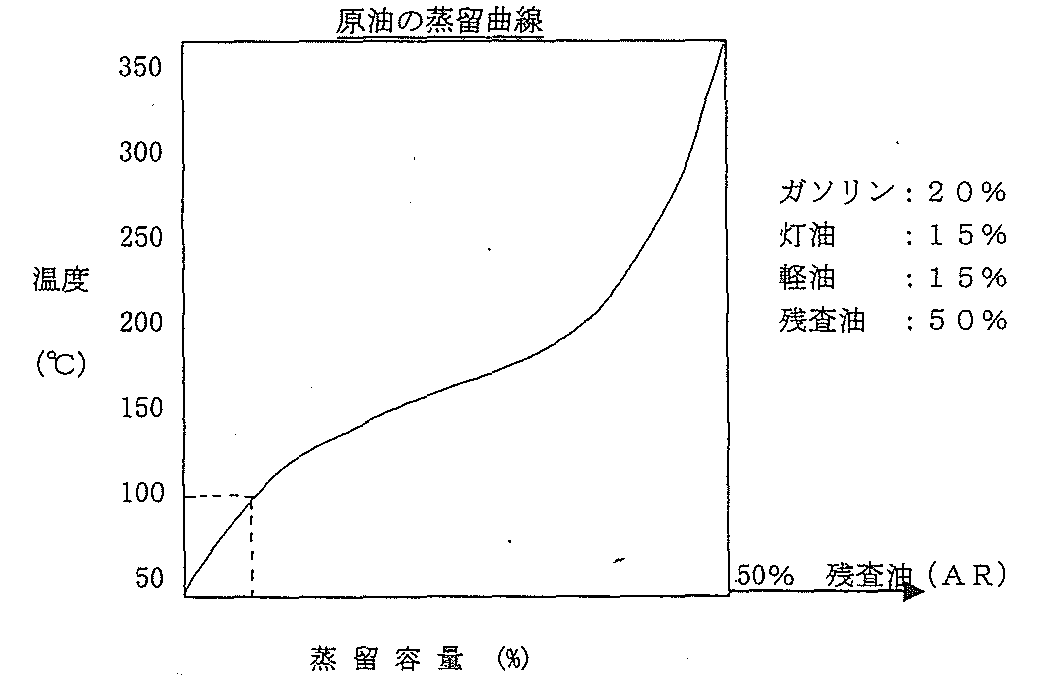 原油の蒸留曲線
350
300
250
200
150
100
50
温度
(℃)
ガソリン：２０％
灯油　　：１５％
軽油　　：１５％
残査油　：５０％
50%　残査油（ＡＲ）
蒸 留 容 量 (%)